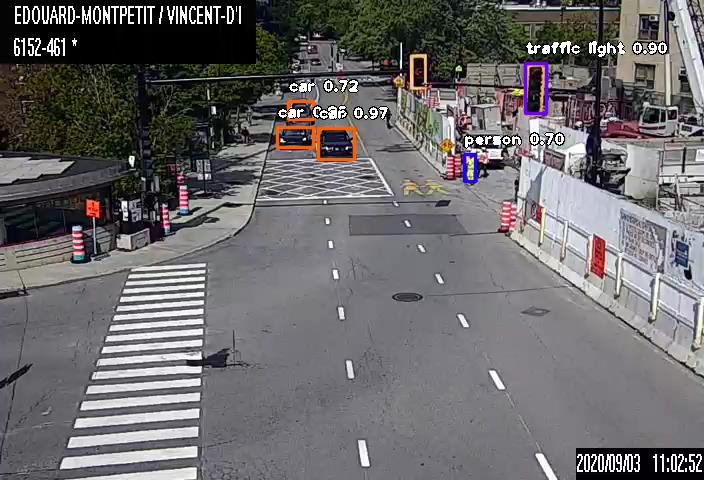 EDOUARD-MONTPETIT / VINCENT-D'I
6152-461 *
traffic light 0.90
car 0.72
car 0.97
person 0.70
2020/09/03 11:02:52